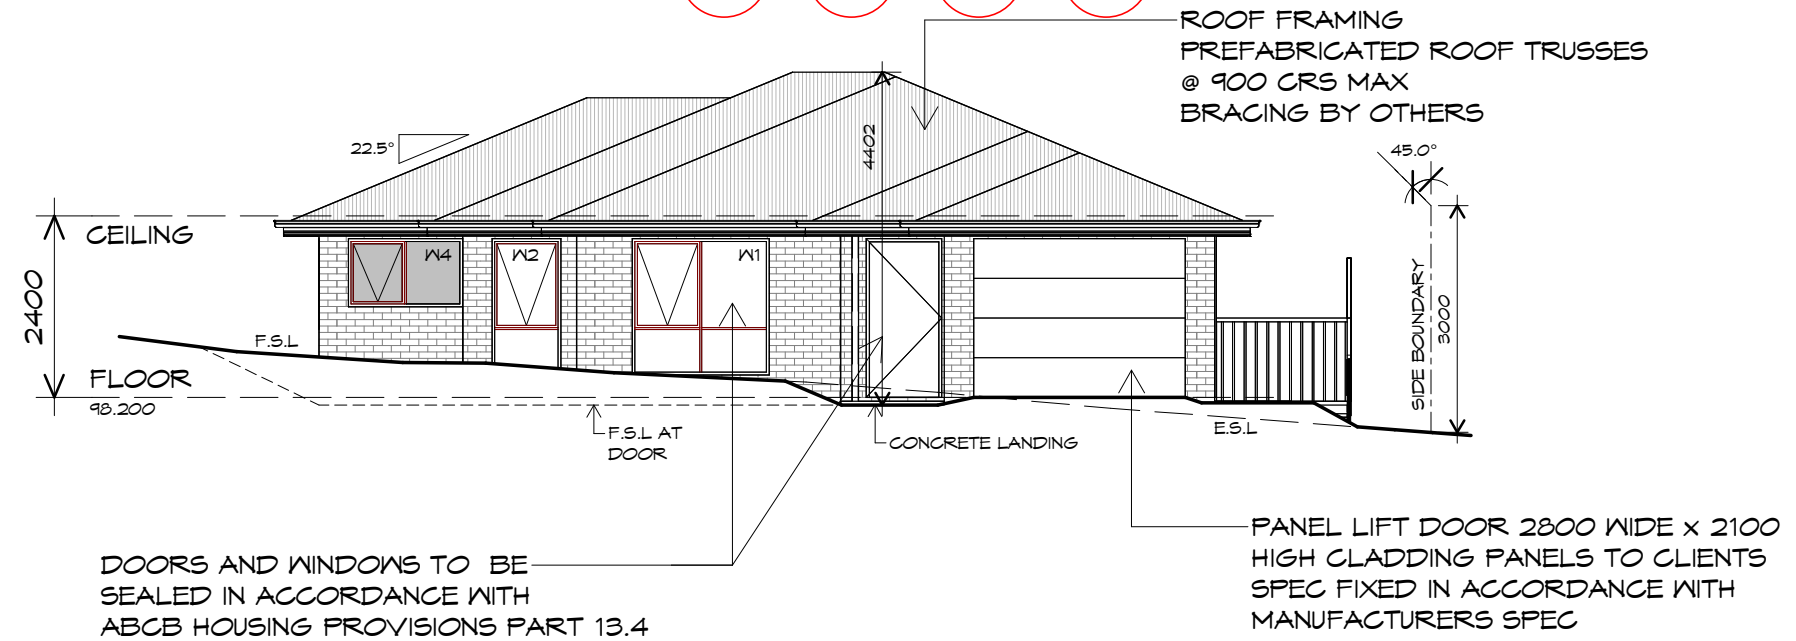 ROOF FRAMING
PREFABRICATED ROOF TRUSSES
@ 900 CRS MAX
BRACING BY OTHERS
22.5°
4402
45.0°
CEILING
2400
W4
W2
W1
SIDE BOUNDARY
3000
F.S.L
FLOOR
98.200
F.S.L AT
DOOR
CONCRETE LANDING
E.S.L
DOORS AND WINDOWS TO BE
SEALED IN ACCORDANCE WITH
ABCB HOUSING PROVISIONS PART 13.4
PANEL LIFT DOOR 2800 WIDE x 2100
HIGH CLADDING PANELS TO CLIENTS
SPEC FIXED IN ACCORDANCE WITH
MANUFACTURERS SPEC